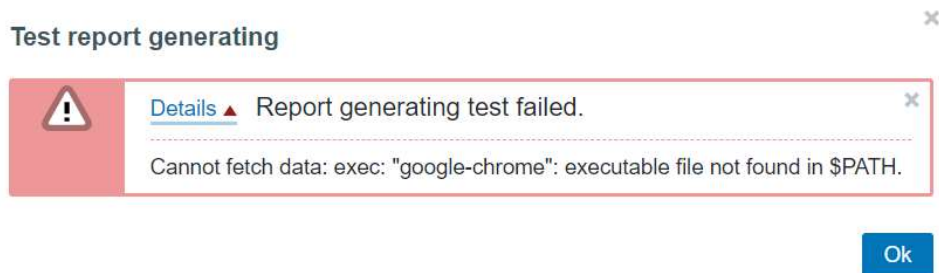 Test report generating
Details Report generating test failed.
Cannot fetch data: exec: "google-chrome": executable file not found in $PATH.
Ok